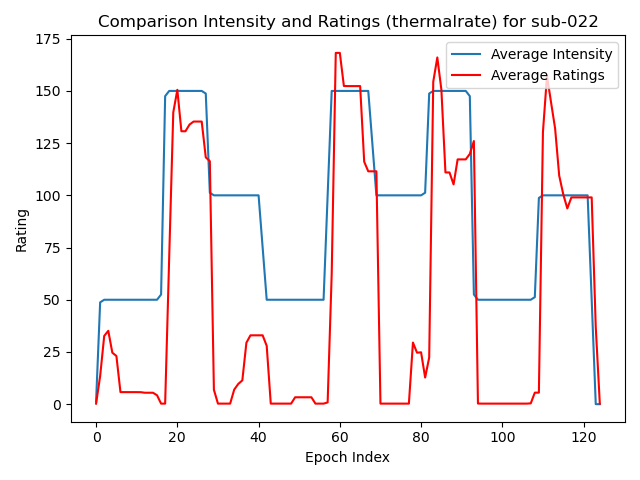 Comparison Intensity and Ratings (thermalrate) for sub-022
Average Intensity
Average Ratings
175
150
125
100
75
50
25
0
Rating
0 20 40 60 80 100 120
Epoch Index